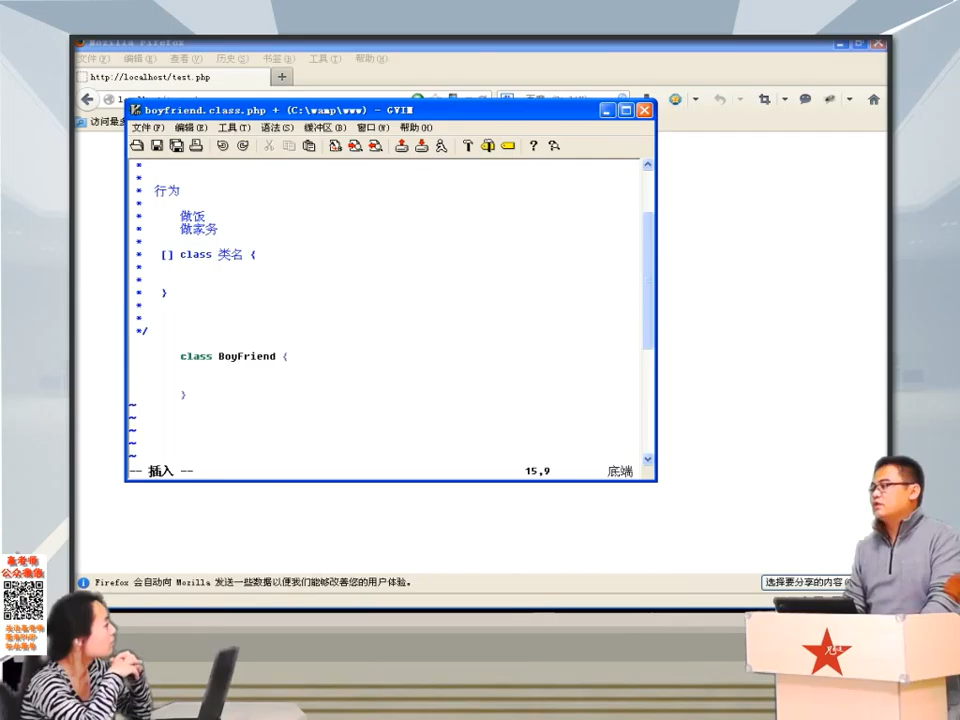 Mozilla Firefox
文件(F) 编辑(E) 查看(V) 历史(S) 书签(B) 工具(T) 帮助(H)
http://localhost/test.php +
访问最多
boyfriend.class.php + (C:\wamp\www) - GVIM
文件(F) 编辑(E) 工具(T) 语法(S) 缓冲区(B) 窗口(W) 帮助(H)
*
*
* 行为
*
* 做饭
* 做家务
*
* [] class 类名 {
*
*
* }
*
*
*/
class BoyFriend {
}
~
~
~
~
~
-- 插入 -- 15,9 底端
Firefox 会自动向 Mozilla 发送一些数据以便我们能够改善您的用户体验。 选择要分享的内容(